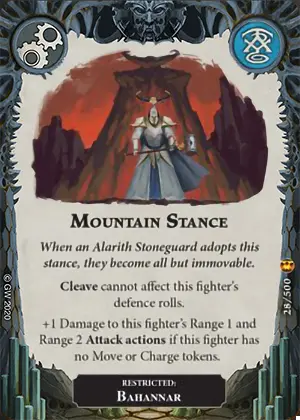 MOUNTAIN STANCE
When an Alarith Stoneguard adopts this
stance, they become all but immovable.
Cleave cannot affect this fighter's
defence rolls.
+1 Damage to this fighter's Range 1 and
Range 2 Attack actions if this fighter has
no Move or Charge tokens.
RESTRICTED:
BAHANNAR
© GW 2020
28/500